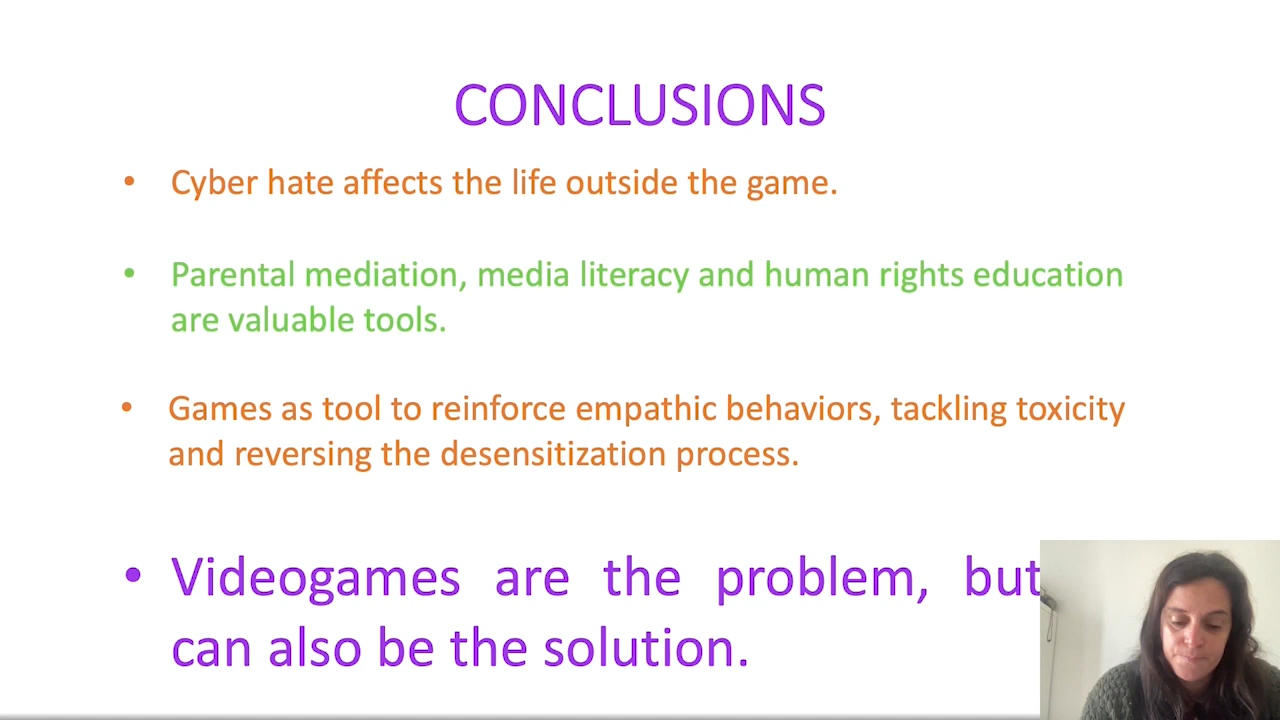 CONCLUSIONS
• Cyber hate affects the life outside the game.
• Parental mediation, media literacy and human rights education
are valuable tools.
• Games as tool to reinforce empathic behaviors, tackling toxicity
and reversing the desensitization process.
• Videogames are the problem, but
can also be the solution.